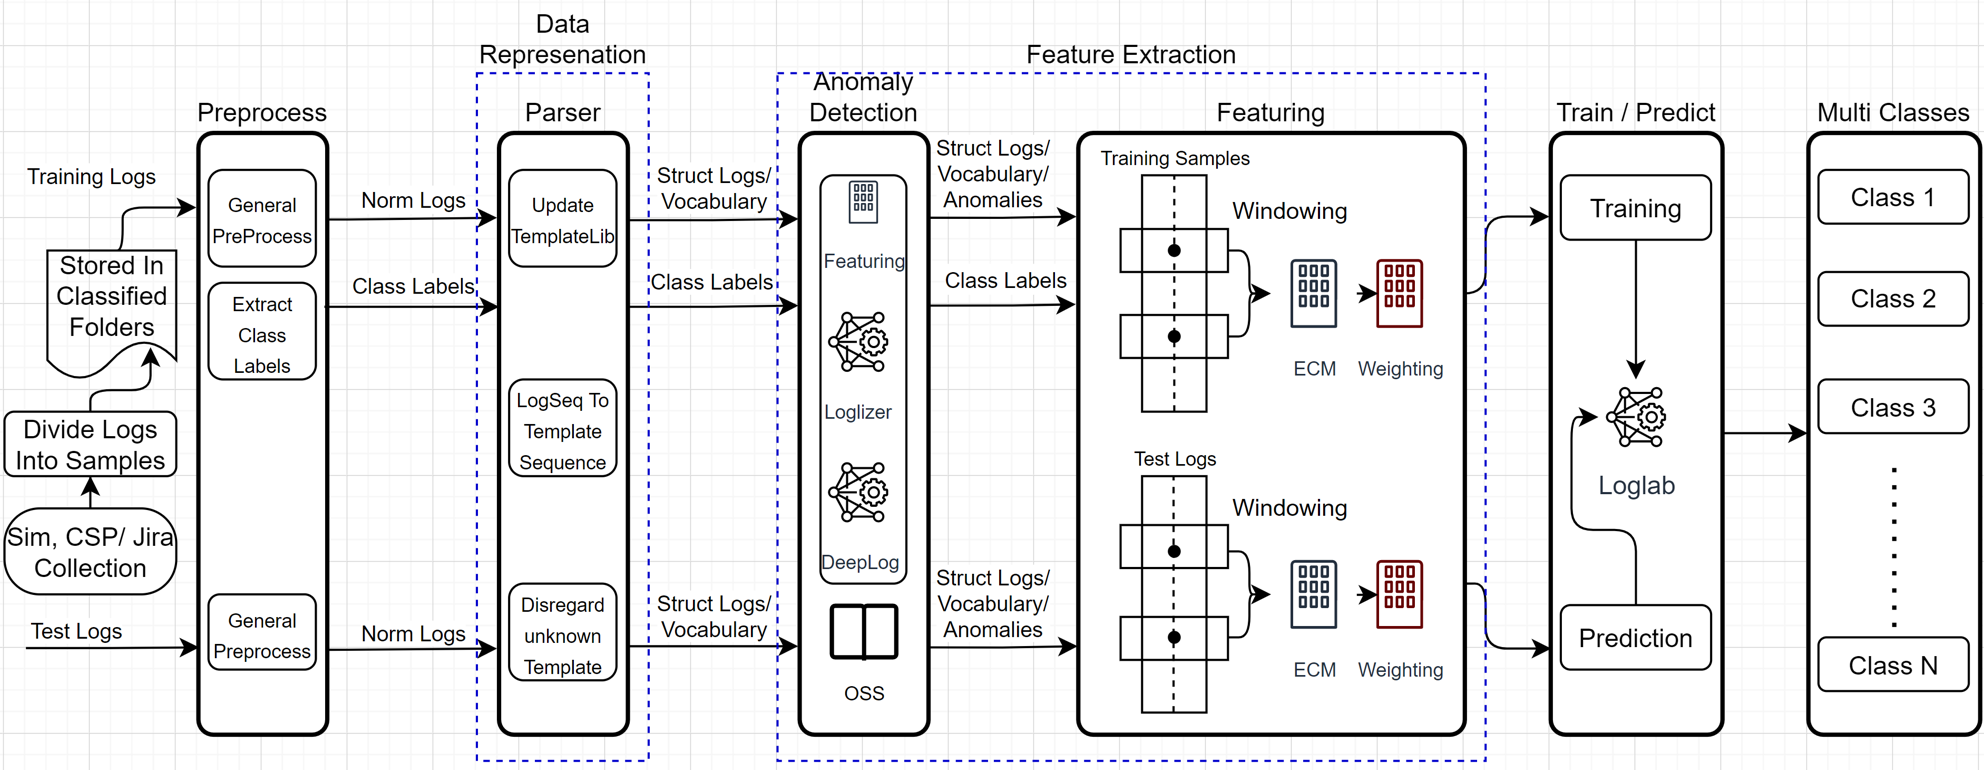 Data
Represenation
Feature Extraction
Preprocess
Parser
Anomaly
Detection
Featuring
Train / Predict
Multi Classes
Training Logs
Stored In
Classified
Folders
Divide Logs
Into Samples
Sim, CSP/ Jira
Collection
Test Logs
General
PreProcess
Extract
Class
Labels
General
Preprocess
Norm Logs
Class Labels
Norm Logs
Update
TemplateLib
LogSeq To
Template
Sequence
Disregard
unknown
Template
Struct Logs/
Vocabulary
Class Labels
Struct Logs/
Vocabulary
Featuring
Loglizer
DeepLog
OSS
Struct Logs/
Vocabulary/
Anomalies
Class Labels
Struct Logs/
Vocabulary/
Anomalies
Training Samples
Windowing
ECM
Weighting
Test Logs
Windowing
ECM
Weighting
Training
Loglab
Prediction
Class 1
Class 2
Class 3
Class N